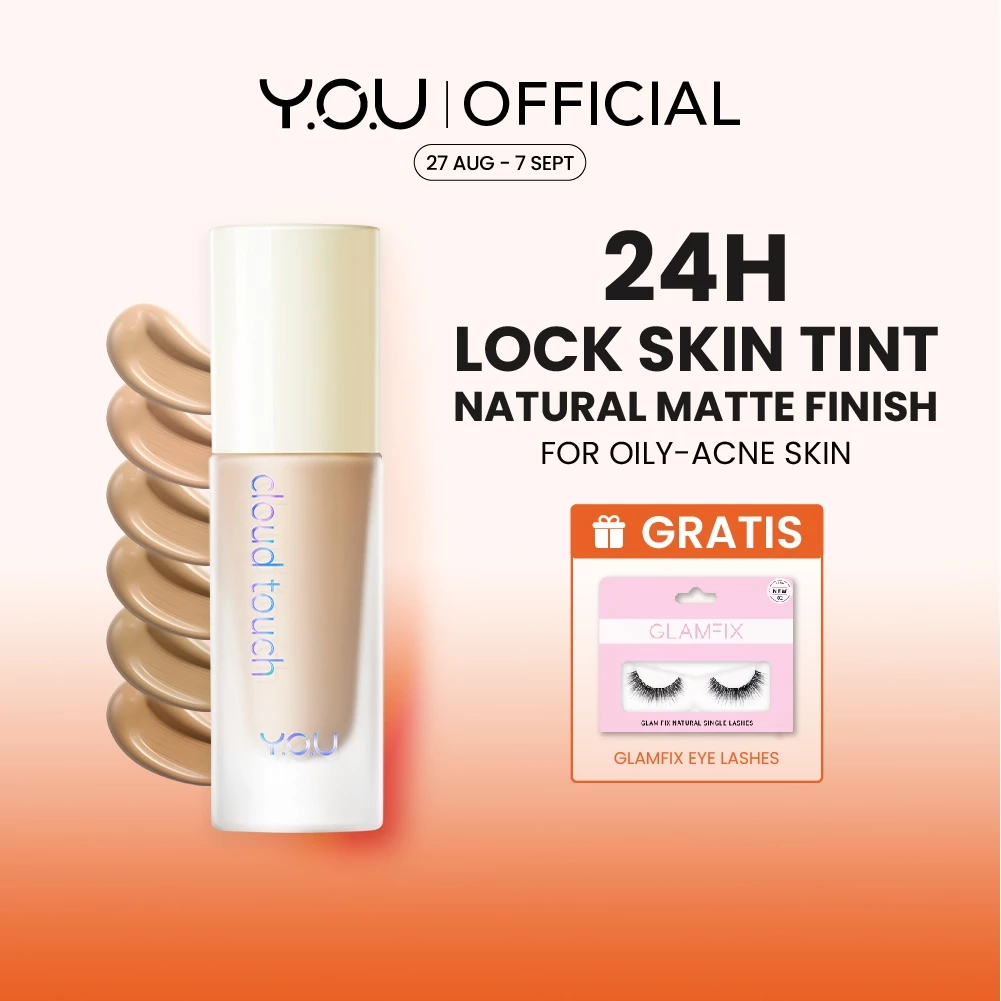 Y.O.U | OFFICIAL
27 AUG - 7 SEPT
24H
LOCK SKIN TINT
NATURAL MATTE FINISH
FOR OILY-ACNE SKIN
cloud touch
Y.O.U
GRATIS
NEW
GLAMFIX
GLAM FIX NATURAL SINGLE LASHES
GLAMFIX EYE LASHES